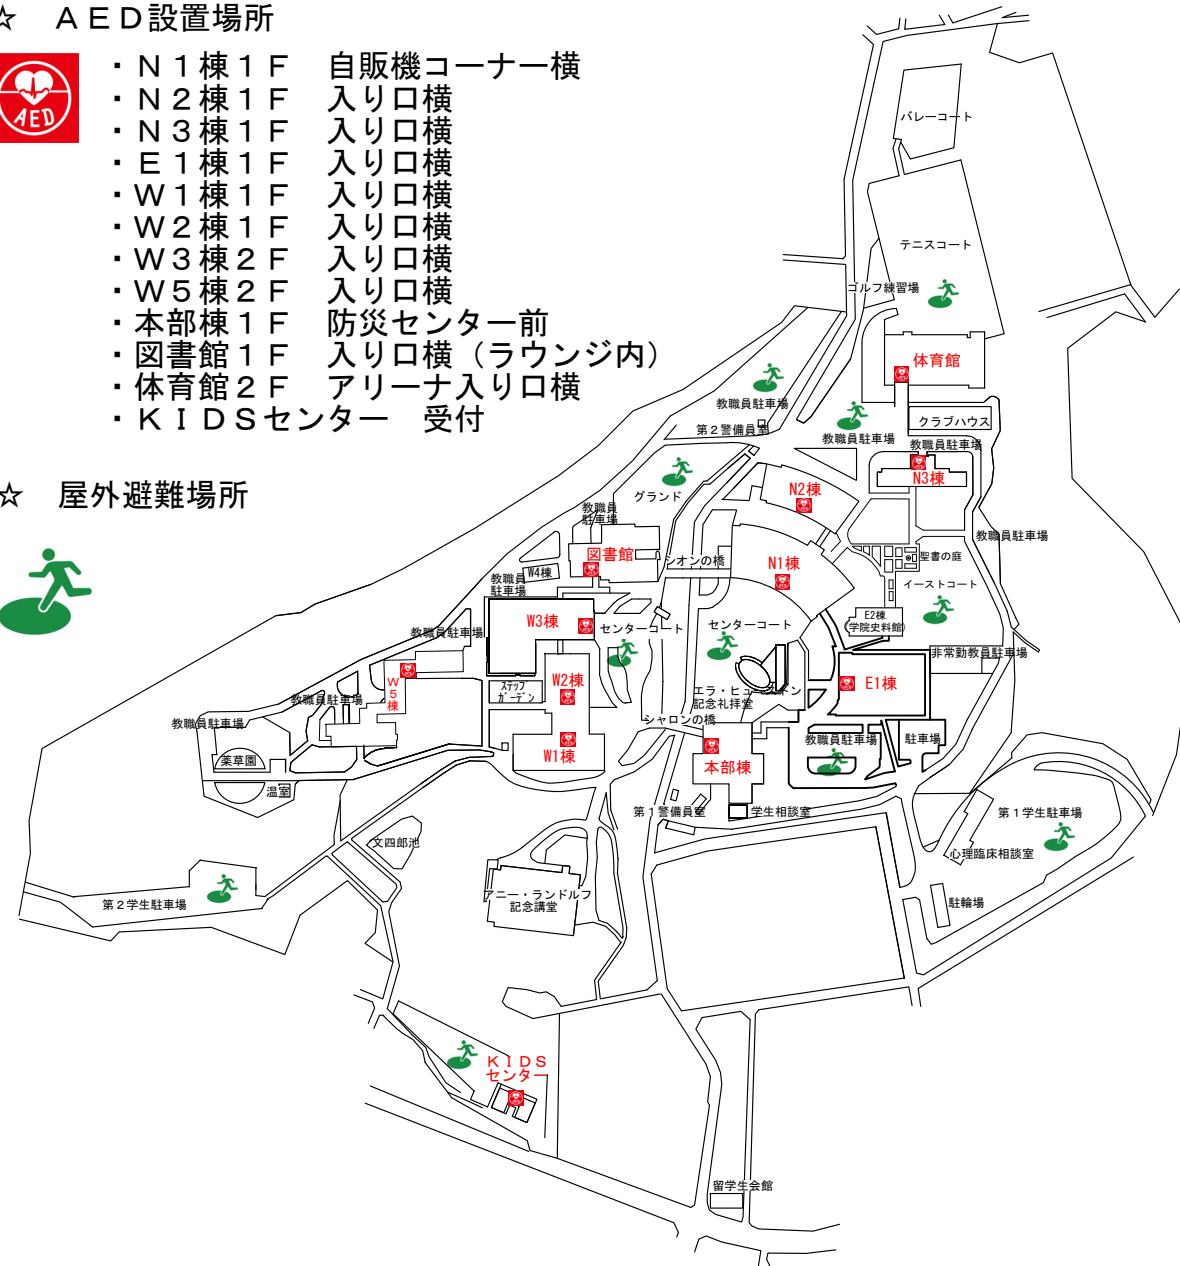 ☆　ＡＥＤ設置場所
AED
・Ｎ１棟１Ｆ　自販機コーナー横
・Ｎ２棟１Ｆ　入り口横
・Ｎ３棟１Ｆ　入り口横
・Ｅ１棟１Ｆ　入り口横
・Ｗ１棟１Ｆ　入り口横
・Ｗ２棟１Ｆ　入り口横
・Ｗ３棟２Ｆ　入り口横
・Ｗ５棟２Ｆ　入り口横
・本部棟１Ｆ　防災センター前
・図書館１Ｆ　入り口横（ラウンジ内）
・体育館２Ｆ　アリーナ入り口横
・ＫＩＤＳセンター　受付
☆　屋外避難場所
バレーコート
テニスコート
ゴルフ練習場
体育館
教職員駐車場
クラブハウス
第２警備員室
教職員駐車場
教職員駐車場
N3棟
グランド
N2棟
教職員
駐車場
教職員駐車場
図書館
シオンの橋
N1棟
聖書の庭
W4棟
教職員
駐車場
イーストコート
E2棟
(学院史料館)
W3棟
センターコート
センターコート
教職員駐車場
非常勤教員駐車場
W2棟
E1棟
W5棟
ステップ
ガーデン
エラ・ヒューストン
記念礼拝堂
教職員駐車場
教職員駐車場
シャロンの橋
教職員駐車場
駐車場
W1棟
本部棟
薬草園
温室
第１警備員室
学生相談室
第１学生駐車場
文四郎池
心理臨床相談室
アニー・ランドルフ
記念講堂
第２学生駐車場
駐輪場
ＫＩＤＳ
センター
留学生会館